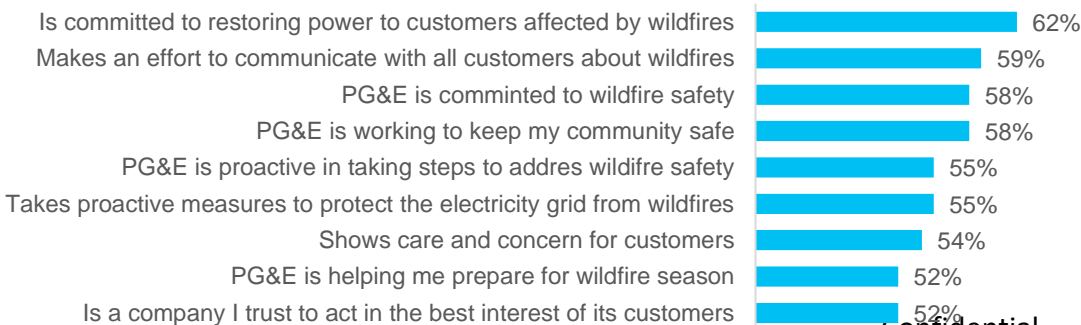 Is committed to restoring power to customers affected by wildfires 62%
Makes an effort to communicate with all customers about wildfires 59%
PG&E is comminted to wildfire safety 58%
PG&E is working to keep my community safe 58%
PG&E is proactive in taking steps to addres wildifre safety 55%
Takes proactive measures to protect the electricity grid from wildfires 55%
Shows care and concern for customers 54%
PG&E is helping me prepare for wildfire season 52%
Is a company I trust to act in the best interest of its customers 52%
Confidential